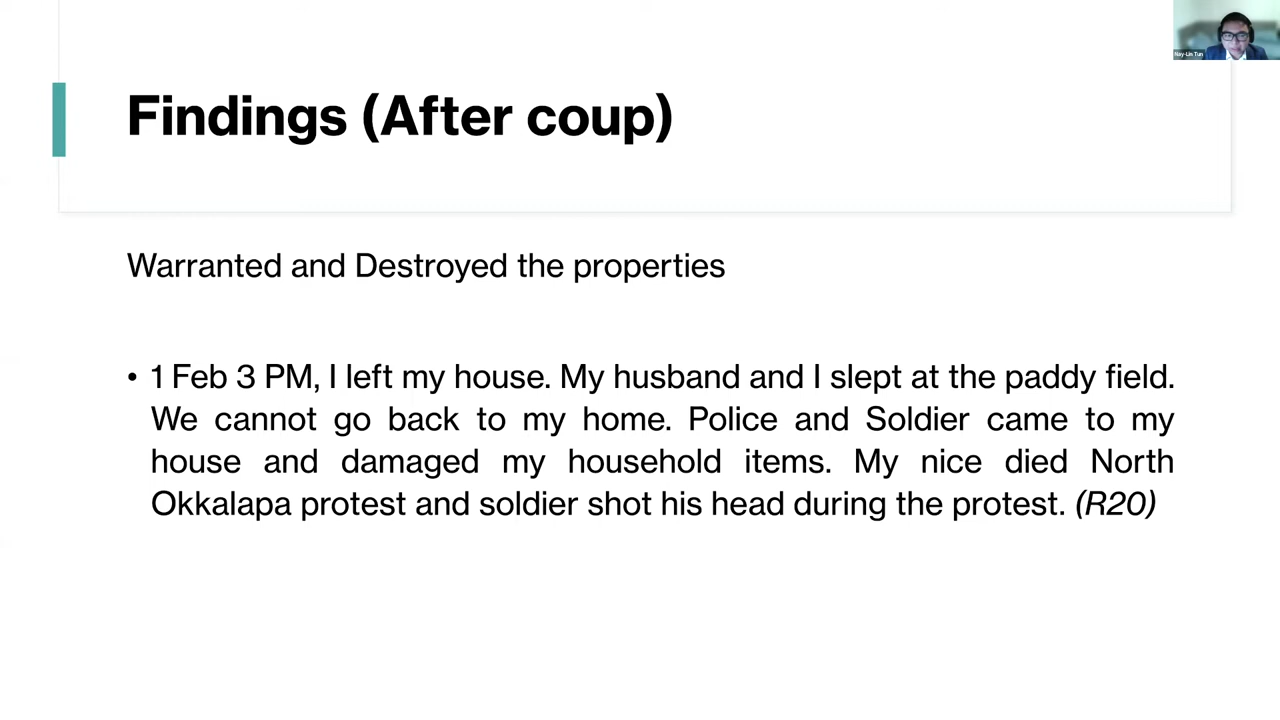 Nay-Lin Tun
Findings (After coup)
Warranted and Destroyed the properties
• 1 Feb 3 PM, I left my house. My husband and I slept at the paddy field.
We cannot go back to my home. Police and Soldier came to my
house and damaged my household items. My nice died North
Okkalapa protest and soldier shot his head during the protest. (R20)